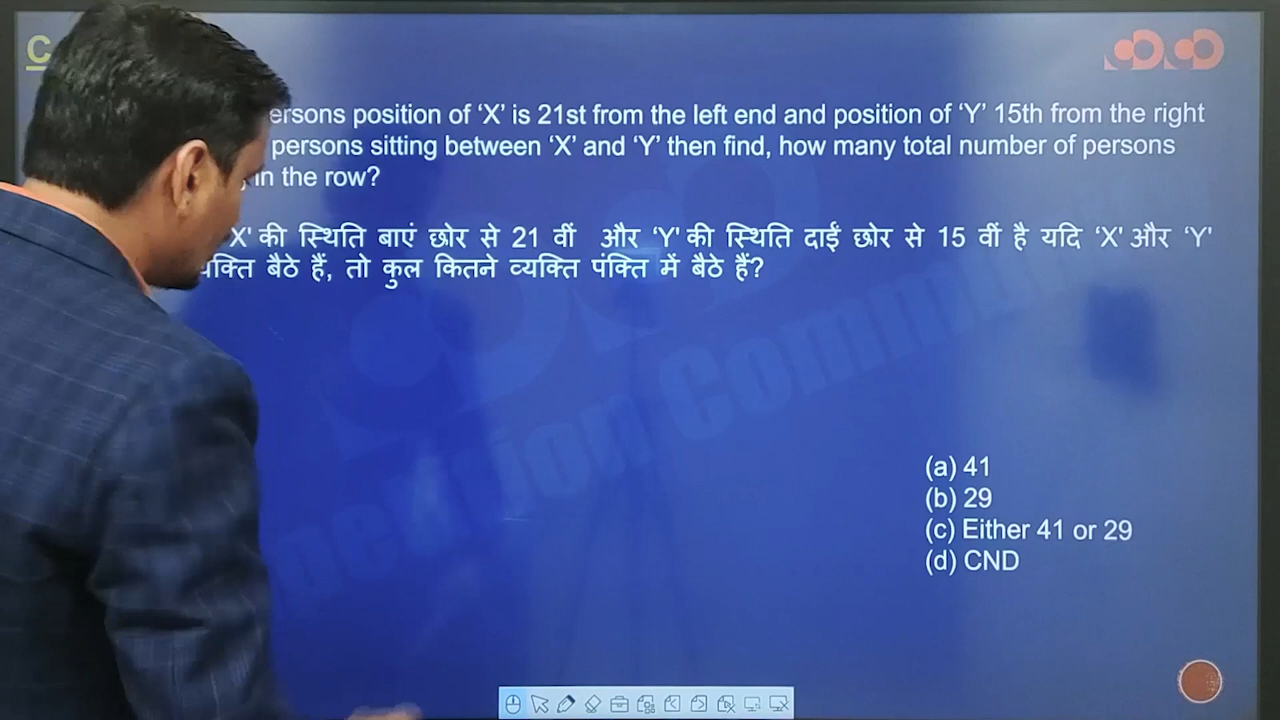 C
ersons position of ‘X’ is 21st from the left end and position of ‘Y’ 15th from the right
persons sitting between ‘X’ and ‘Y’ then find, how many total number of persons
in the row?
X' की स्थिति बाएं छोर से 21 वीं और ‘Y' की स्थिति दाईं छोर से 15 वीं है यदि ‘X' और ‘Y'
व्यक्ति बैठे हैं, तो कुल कितने व्यक्ति पंक्ति में बैठे हैं?
(a) 41
(b) 29
(c) Either 41 or 29
(d) CND